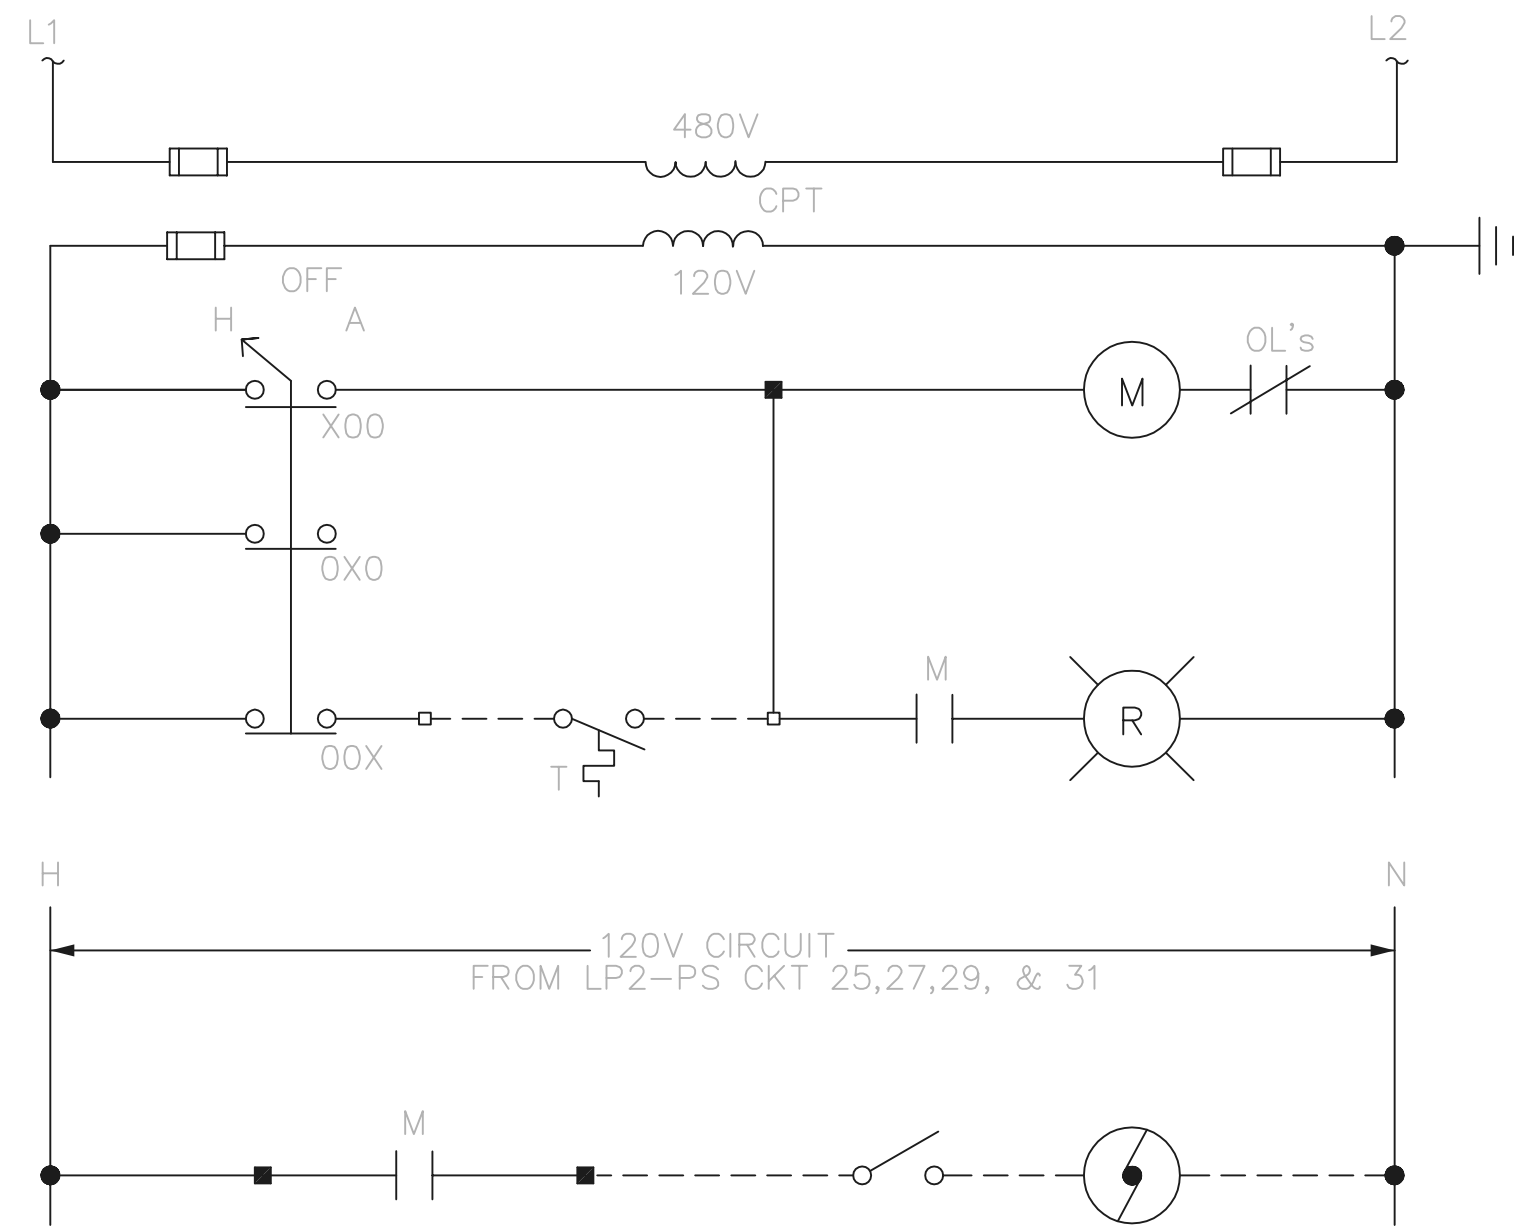 L1 L2
480V
CPT
OFF 120V
H A
OL's
M
X00
0X0
M
R
00X
T
H N
120V CIRCUIT
FROM LP2-PS CKT 25,27,29, & 31
M